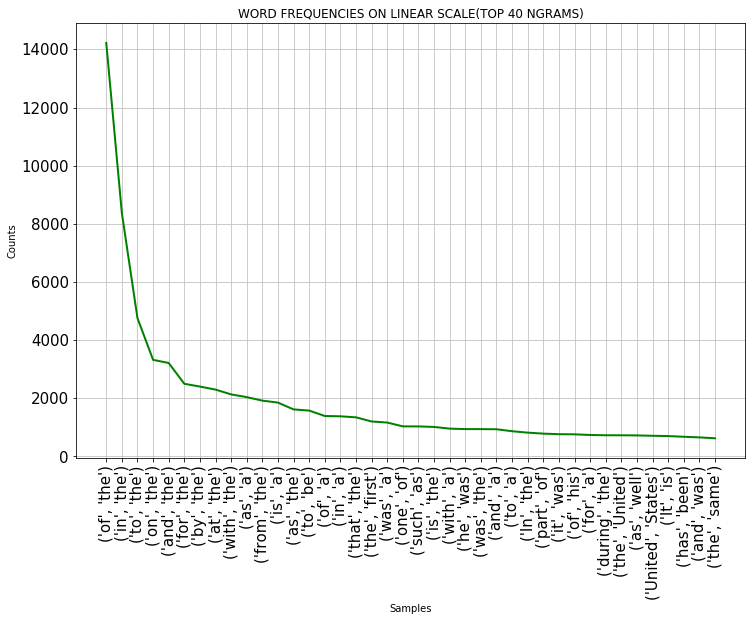 WORD FREQUENCIES ON LINEAR SCALE(TOP 40 NGRAMS)
Counts
14000
12000
10000
8000
6000
4000
2000
0
('of', 'the')
('in', 'the')
('to', 'the')
('on', 'the')
('and', 'the')
('for', 'the')
('by', 'the')
('at', 'the')
('with', 'the')
('as', 'a')
('from', 'the')
('is', 'a')
('as', 'the')
('to', 'be')
('of', 'a')
('in', 'a')
('that', 'the')
('the', 'first')
('was', 'a')
('one', 'of')
('such', 'as')
('is', 'the')
('with', 'a')
('he', 'was')
('was', 'the')
('and', 'a')
('to', 'a')
('In', 'the')
('part', 'of')
('it', 'was')
('of', 'his')
('for', 'a')
('during', 'the')
('the', 'United')
('as', 'well')
('United', 'States')
('It', 'is')
('has', 'been')
('and', 'was')
('the', 'same')
Samples